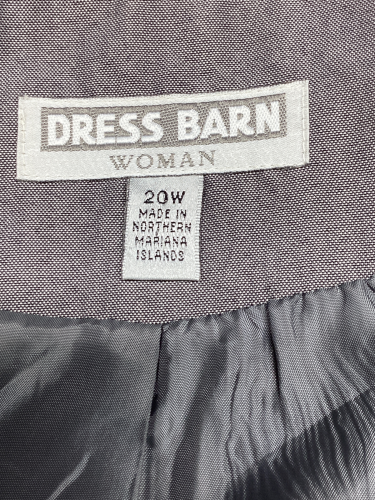 DRESS BARN
WOMAN
20W
MADE IN
NORTHERN
MARIANA
ISLANDS